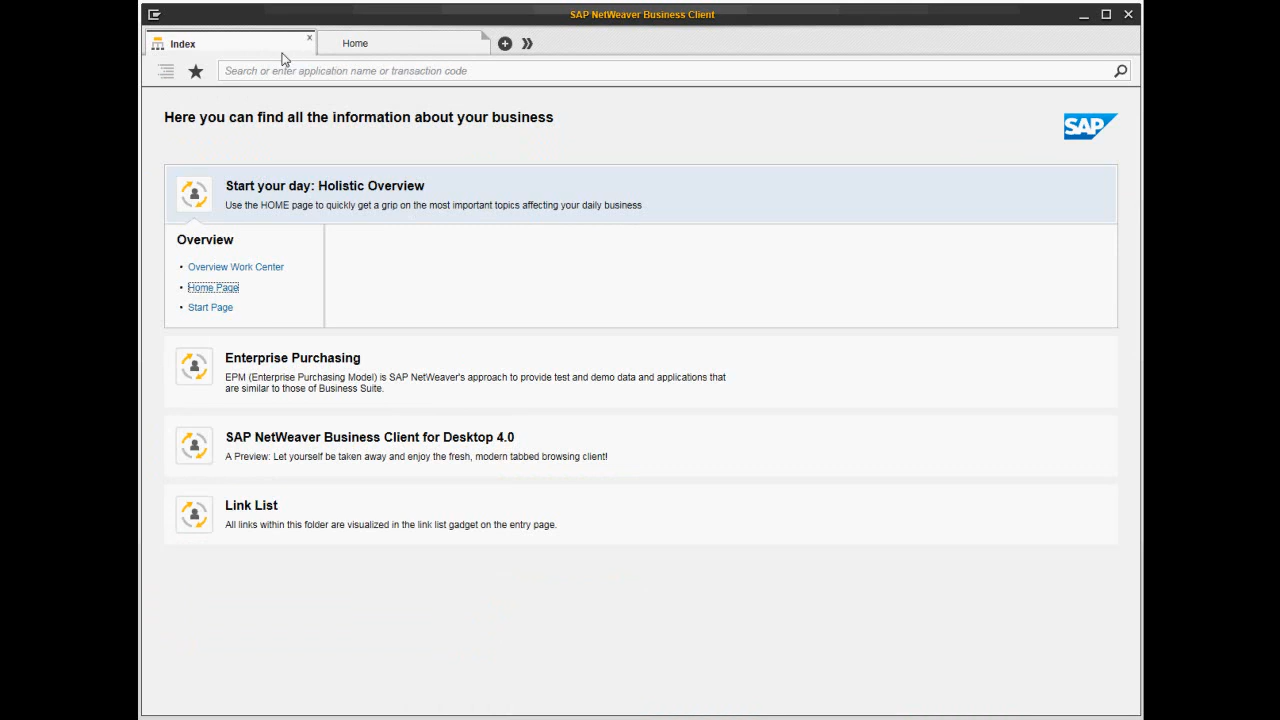 SAP NetWeaver Business Client
Index
Home
Search or enter application name or transaction code
Here you can find all the information about your business
SAP
Start your day: Holistic Overview
Use the HOME page to quickly get a grip on the most important topics affecting your daily business
Overview
• Overview Work Center
• Home Page
• Start Page
Enterprise Purchasing
EPM (Enterprise Purchasing Model) is SAP NetWeaver's approach to provide test and demo data and applications that
are similar to those of Business Suite.
SAP NetWeaver Business Client for Desktop 4.0
A Preview: Let yourself be taken away and enjoy the fresh, modern tabbed browsing client!
Link List
All links within this folder are visualized in the link list gadget on the entry page.